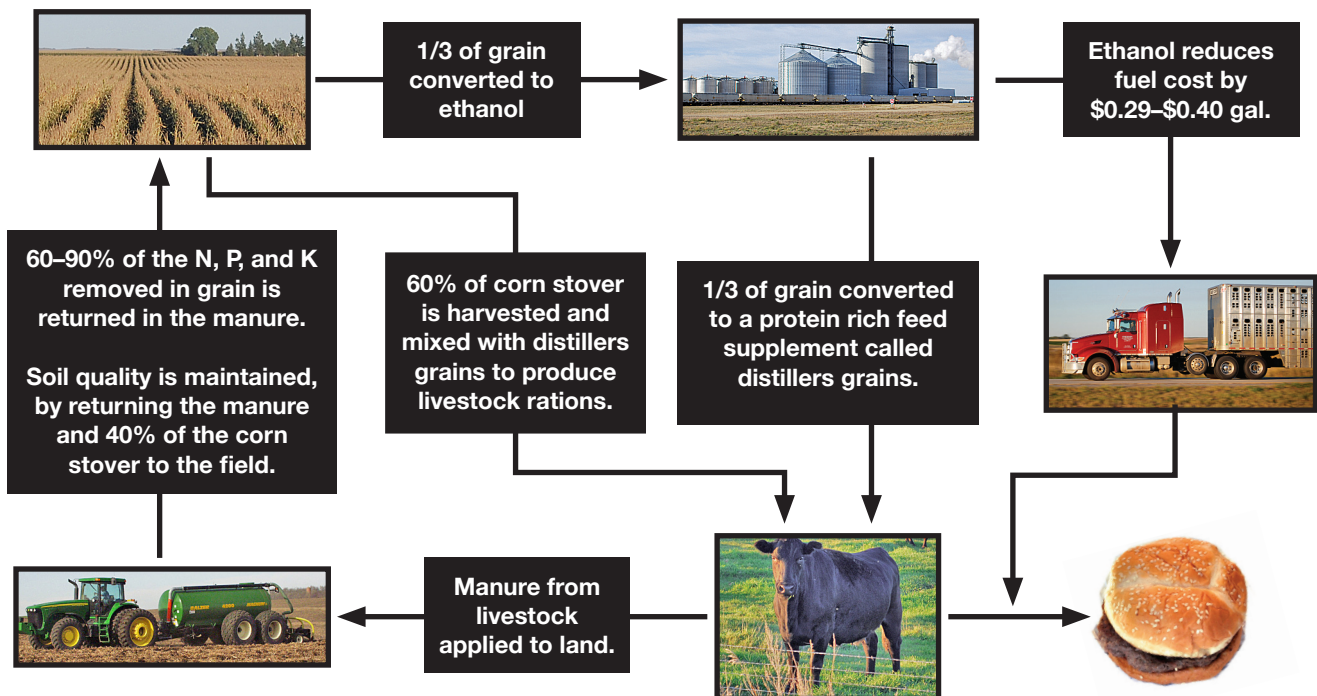 1/3 of grain
converted to
ethanol
Ethanol reduces
fuel cost by
$0.29–$0.40 gal.
60–90% of the N, P, and K
removed in grain is
returned in the manure.
Soil quality is maintained,
by returning the manure
and 40% of the corn
stover to the field.
60% of corn stover
is harvested and
mixed with distillers
grains to produce
livestock rations.
1/3 of grain converted
to a protein rich feed
supplement called
distillers grains.
Manure from
livestock
applied to land.